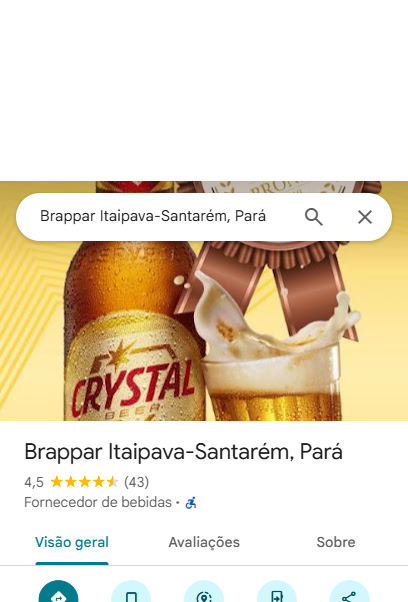 BRON
Brappar Itaipava-Santarém, Pará
CRYSTAL
BEER
Brappar Itaipava-Santarém, Pará
4,5 (43)
Fornecedor de bebidas ·
Visão geral Avaliações Sobre